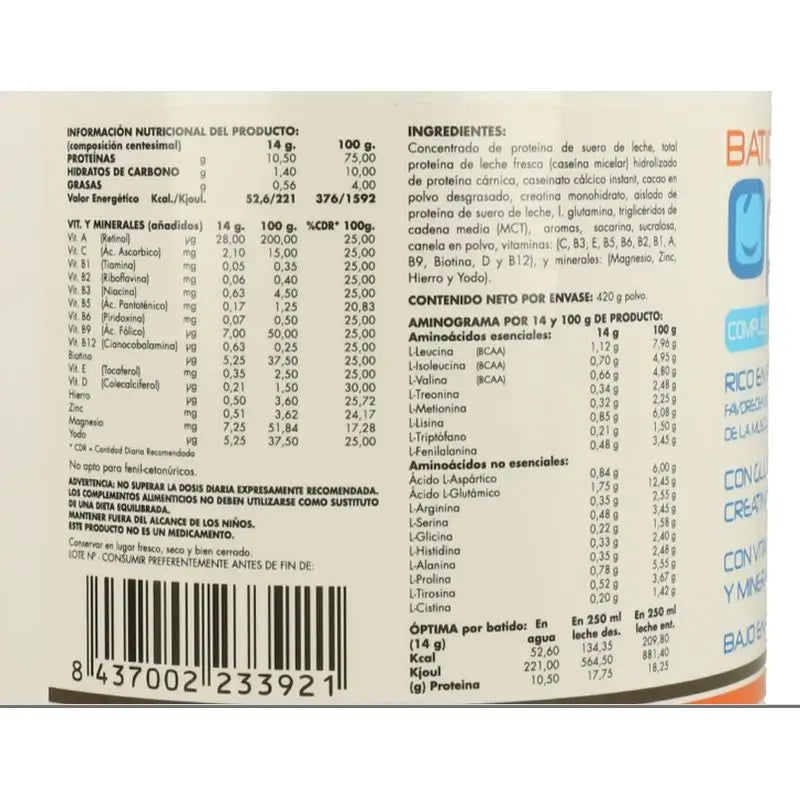 INFORMACIÓN NUTRICIONAL DEL PRODUCTO:
(composición centesimal) 14 g. 100 g.
PROTEÍNAS g 10,50 75,00
HIDRATOS DE CARBONO g 1,40 10,00
GRASAS g 0,56 4,00
Valor Energético Kcal./Kjoul. 52,6/221 376/1592
VIT. Y MINERALES (añadidos) 14 g. 100 g. %CDR* 100g.
Vit. A (Retinol) µg 28,00 200,00 25,00
Vit. C (Ác. Ascorbico) mg 2,10 15,00 25,00
Vit. B1 (Tiamina) mg 0,05 0,35 25,00
Vit. B2 (Riboflavina) mg 0,06 0,40 25,00
Vit. B3 (Niacina) mg 0,63 4,50 25,00
Vit. B5 (Ác. Pantoténico) mg 0,17 1,25 20,83
Vit. B6 (Piridoxina) mg 0,07 0,50 25,00
Vit. B9 (Ác. Fólico) µg 7,00 50,00 25,00
Vit. B12 (Cianocobalamina) µg 0,63 0,25 25,00
Biotina µg 5,25 37,50 25,00
Vit. E (Tocaferol) mg 0,35 2,50 25,00
Vit. D (Colecalciferol) µg 0,21 1,50 30,00
Hierro mg 0,50 3,60 25,72
Zinc mg 0,51 3,62 24,17
Magnesio mg 7,25 51,84 17,28
Yodo µg 5,25 37,50 25,00
* CDR = Cantidad Diaria Recomendada
No apto para fenil-cetonúricos.
ADVERTENCIA: NO SUPERAR LA DOSIS DIARIA EXPRESAMENTE RECOMENDADA.
LOS COMPLEMENTOS ALIMENTICIOS NO DEBEN UTILIZARSE COMO SUSTITUTO
DE UNA DIETA EQUILIBRADA.
MANTENER FUERA DEL ALCANCE DE LOS NIÑOS.
ESTE PRODUCTO NO ES UN MEDICAMENTO.
Conservar en lugar fresco, seco y bien cerrado.
LOTE Nº - CONSUMIR PREFERENTEMENTE ANTES DE FIN DE:
8 437002 233921
INGREDIENTES:
Concentrado de proteina de suero de leche, total
proteina de leche fresca (caseína micelar) hidrolizado
de proteína cárnica, caseinato cálcico instant, cacao en
polvo desgrasado, creatina monohidrato, aislado de
proteina de suero de leche, l. glutamina, triglicéridos de
cadena media (MCT), aromas, sacarina, sucralosa,
canela en polvo, vitaminas: (C, B3, E, B5, B6, B2, B1, A,
B9, Biotina, D y B12), y minerales: (Magnesio, Zinc,
Hierro y Yodo).
CONTENIDO NETO POR ENVASE: 420 g polvo.
AMINOGRAMA POR 14 y 100 g DE PRODUCTO:
Aminoácidos esenciales: 14 g 100 g
L-Leucina (BCAA) 1,12 g 7,96 g
L-Isoleucina (BCAA) 0,70 g 4,95 g
L-Valina (BCAA) 0,66 g 4,80 g
L-Treonina 0,34 g 2,48 g
L-Metionina 0,32 g 2,25 g
L-Lisina 0,85 g 6,08 g
L-Triptófano 0,21 g 1,50 g
L-Fenilalanina 0,48 g 3,45 g
Aminoácidos no esenciales:
Ácido L-Aspártico 0,84 g 6,00 g
Ácido L-Glutámico 1,75 g 12,45 g
L-Arginina 0,35 g 2,55 g
L-Serina 0,48 g 3,45 g
L-Glicina 0,22 g 1,58 g
L-Histidina 0,33 g 2,40 g
L-Alanina 0,35 g 2,48 g
L-Prolina 0,78 g 5,55 g
L-Tirosina 0,52 g 3,67 g
L-Cistina 0,20 g 1,42 g
ÓPTIMA por batido: En En 250 ml En 250 ml
(14 g) agua leche des. leche ent.
Kcal 52,60 134,35 209,80
Kjoul 221,00 564,50 881,40
(g) Proteina 10,50 17,75 18,25
BATI
COMPLE
RICO EN
FAVORECE
DE LA MUSC
CON GLU
CREATI
CON VITA
Y MINER
BAJO EN